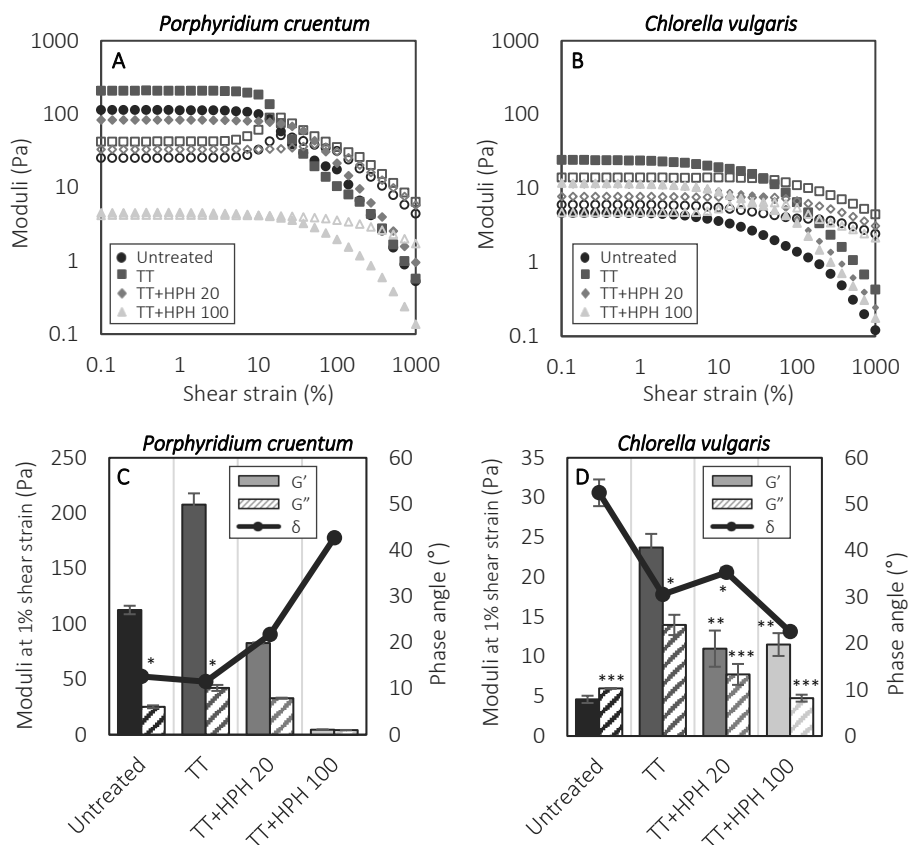 Porphyridium cruentum
Chlorella vulgaris
A
Moduli (Pa)
1000
100
10
1
0.1
Untreated
TT
TT+HPH 20
TT+HPH 100
0.1 1 10 100 1000
Shear strain (%)
B
Moduli (Pa)
1000
100
10
1
0.1
Untreated
TT
TT+HPH 20
TT+HPH 100
0.1 1 10 100 1000
Shear strain (%)
Porphyridium cruentum
C
Moduli at 1% shear strain (Pa)
250
200
150
100
50
0
G'
G''
δ
* *
60
50
40
30
20
10
0
Phase angle (°)
Untreated
TT
TT+HPH 20
TT+HPH 100
Chlorella vulgaris
D
Moduli at 1% shear strain (Pa)
35
30
25
20
15
10
5
0
G'
G''
δ
*
*
** **
*** *** ***
60
50
40
30
20
10
0
Phase angle (°)
Untreated
TT
TT+HPH 20
TT+HPH 100